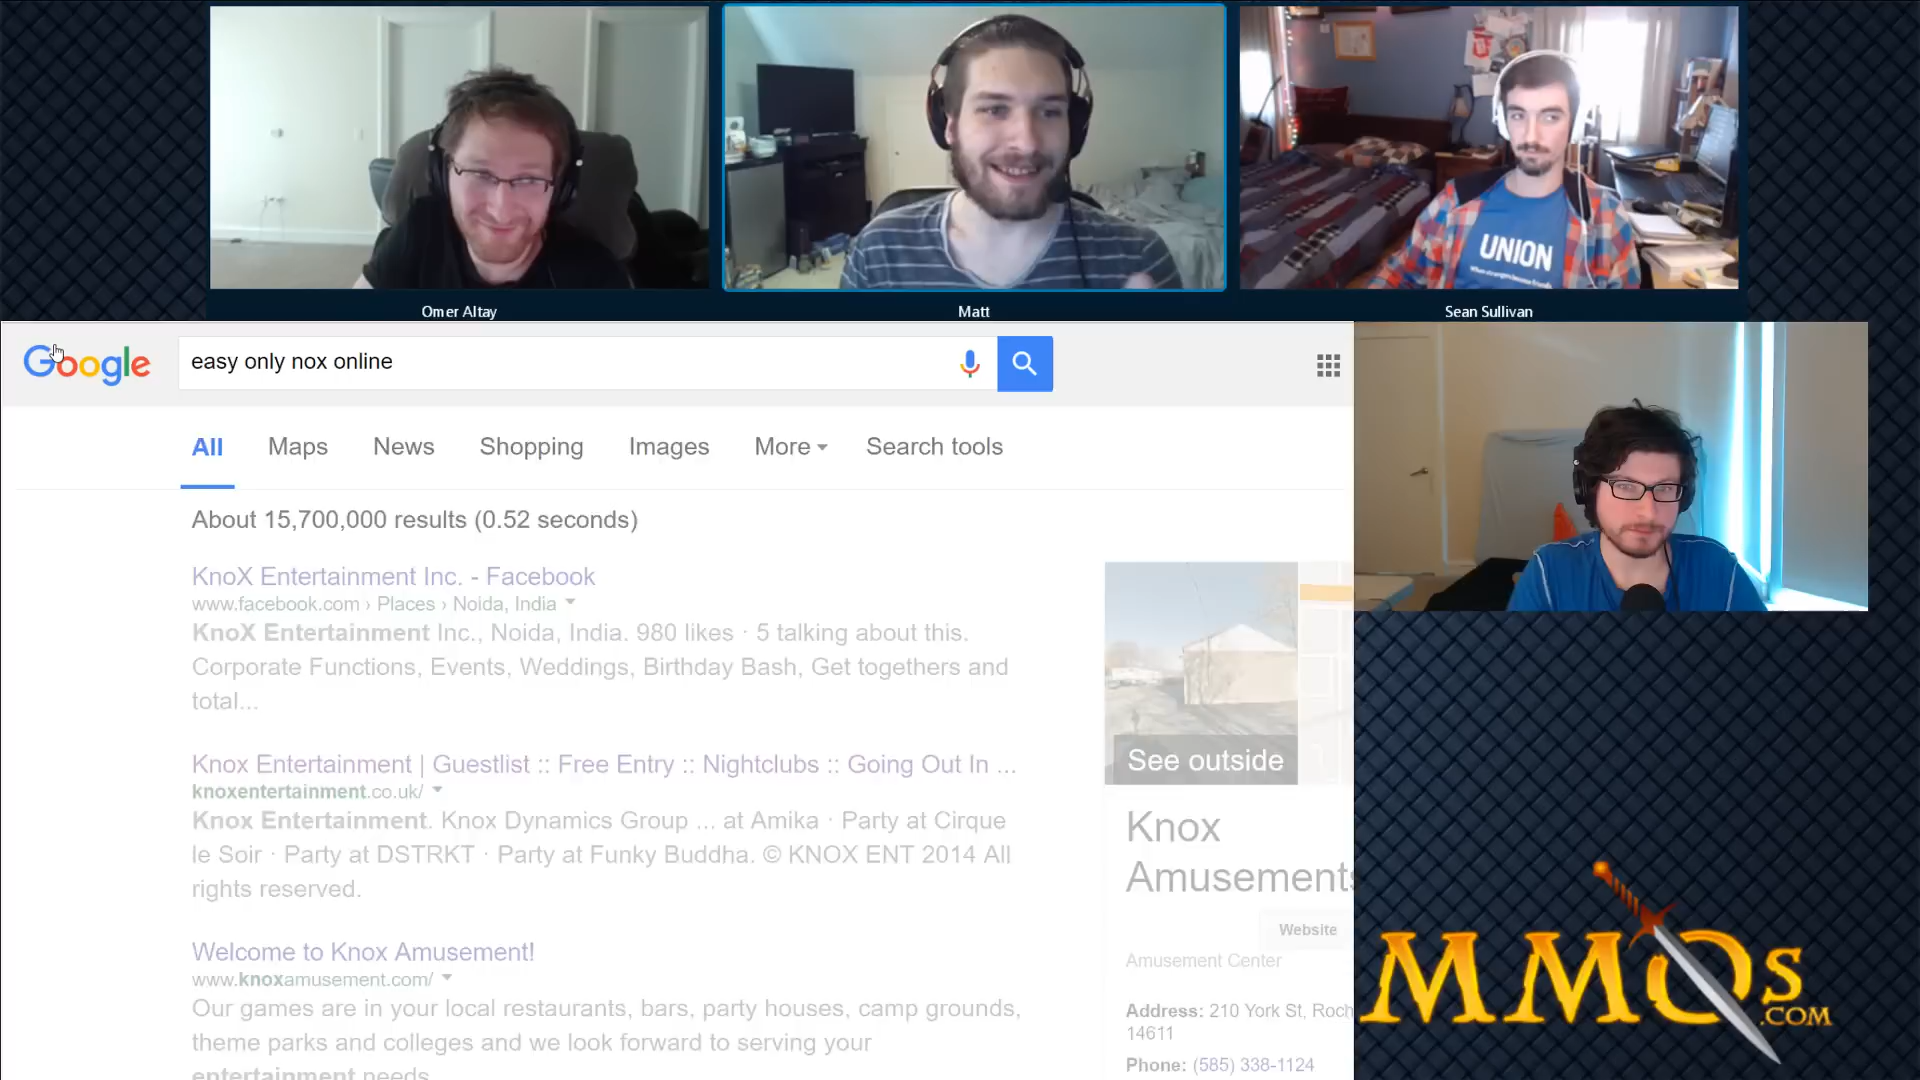 UNION
When strangers become friends
Omer Altay
Matt
Sean Sullivan
Google
easy only nox online
All Maps News Shopping Images More Search tools
About 15,700,000 results (0.52 seconds)
KnoX Entertainment Inc. - Facebook
www.facebook.com › Places › Noida, India
KnoX Entertainment Inc., Noida, India. 980 likes · 5 talking about this.
Corporate Functions, Events, Weddings, Birthday Bash, Get togethers and
total...
Knox Entertainment | Guestlist :: Free Entry :: Nightclubs :: Going Out In ...
knoxentertainment.co.uk/
Knox Entertainment. Knox Dynamics Group ... at Amika · Party at Cirque
le Soir · Party at DSTRKT · Party at Funky Buddha. © KNOX ENT 2014 All
rights reserved.
Welcome to Knox Amusement!
www.knoxamusement.com/
Our games are in your local restaurants, bars, party houses, camp grounds,
theme parks and colleges and we look forward to serving your
entertainment needs.
See outside
Knox
Amusements
Website
Amusement Center
Address: 210 York St, Roch
14611
Phone: (585) 338-1124
MMOs
.COM